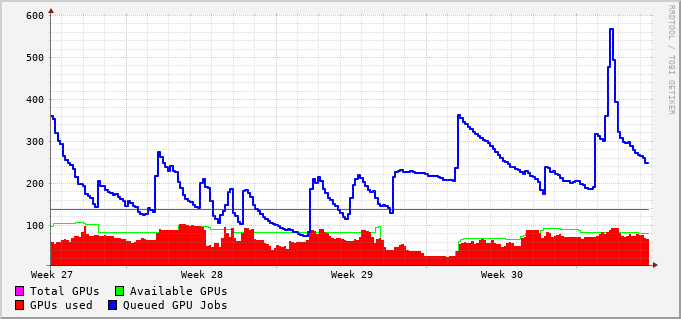 600
500
400
300
200
100
Week 27 Week 28 Week 29 Week 30
Total GPUs Available GPUs
GPUs used Queued GPU Jobs
RRDTOOL / TOBI OETIKER